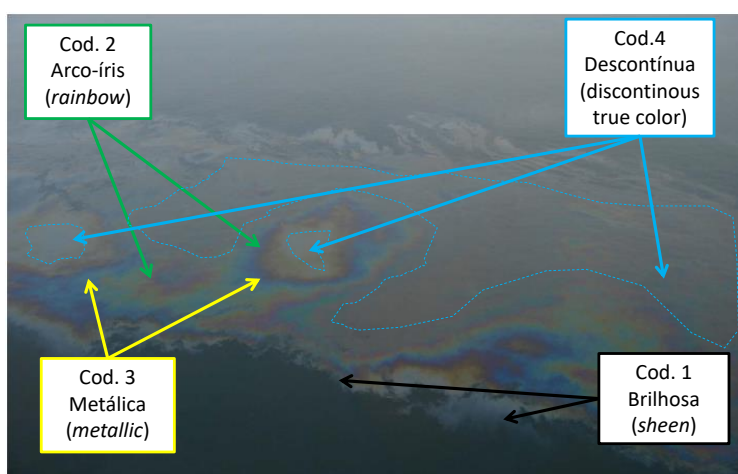 Cod. 2
Arco-íris
(rainbow)
Cod.4
Descontínua
(discontinous
true color)
Cod. 3
Metálica
(metallic)
Cod. 1
Brilhosa
(sheen)